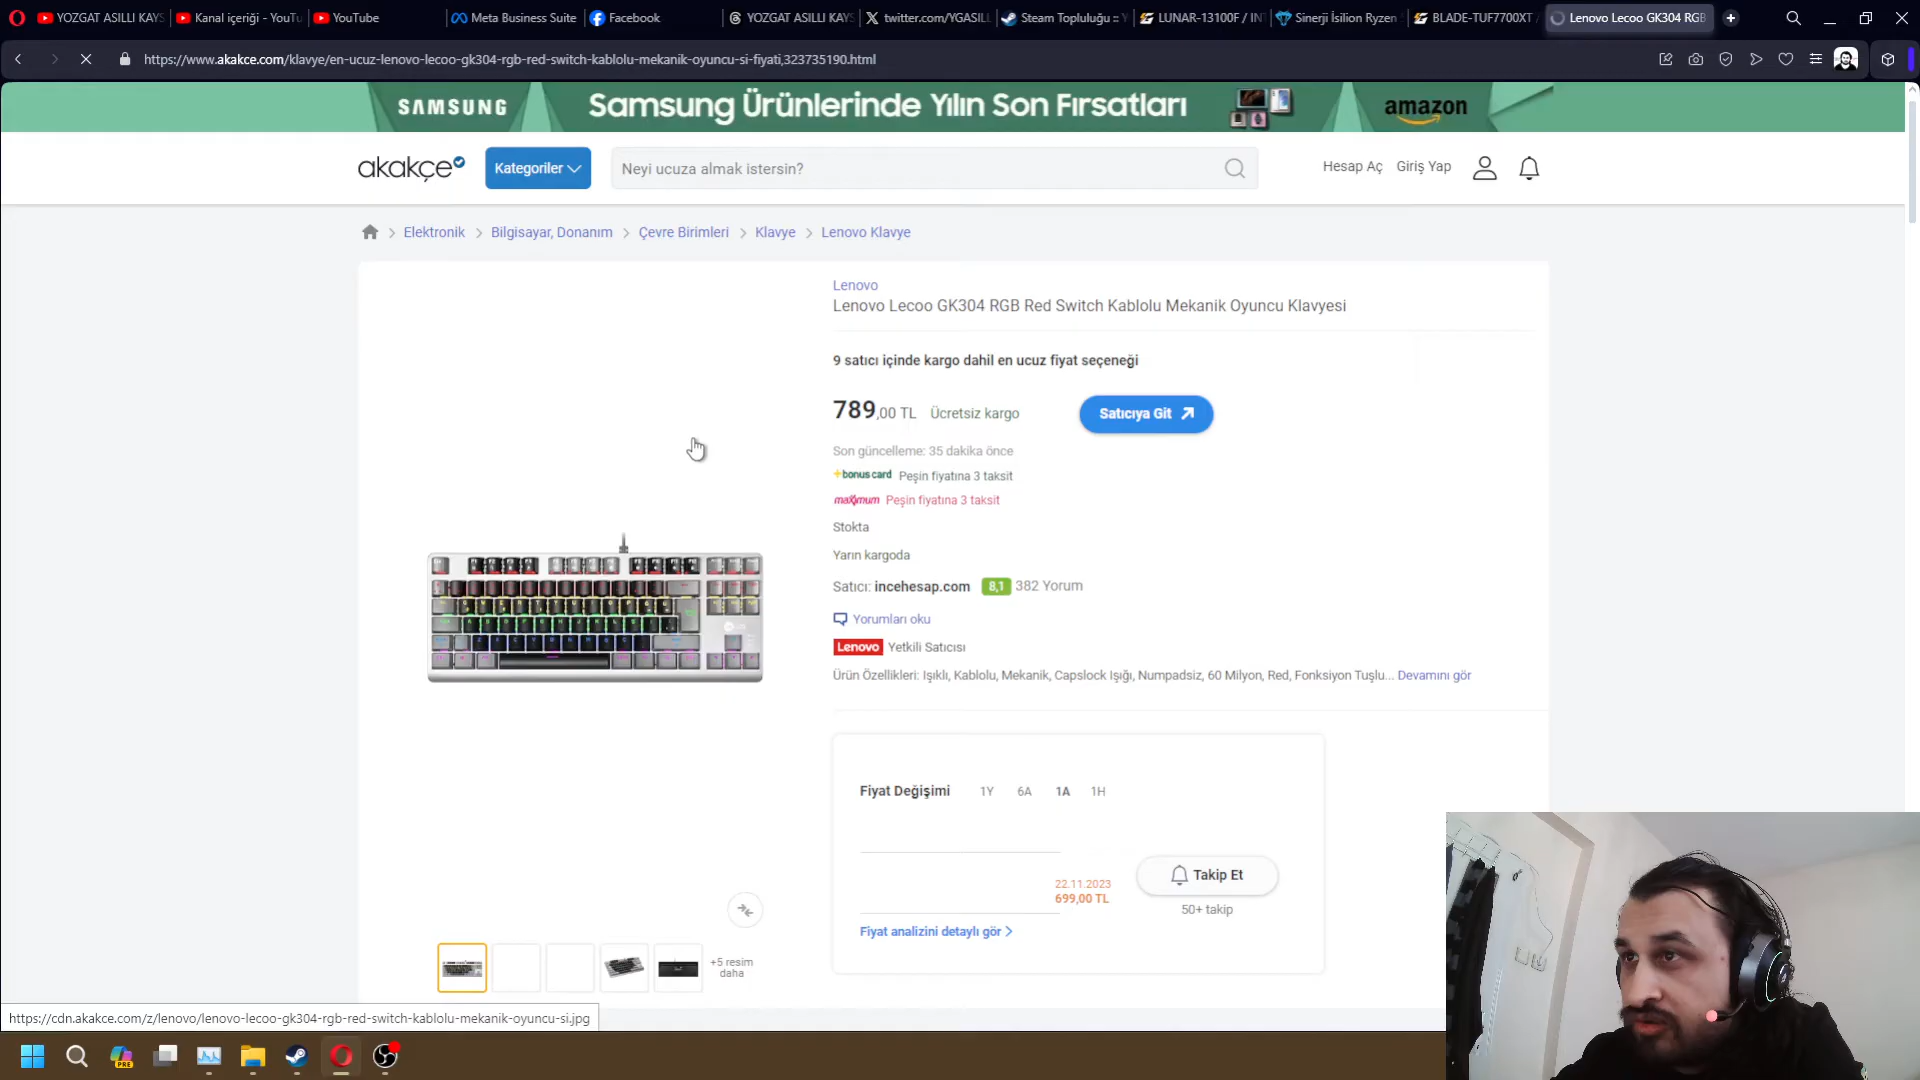 YOZGAT ASILLI KAYS
Kanal içeriği - YouTu
YouTube
Meta Business Suite
Facebook
YOZGAT ASILLI KAYS
twitter.com/YGASILL
Steam Topluluğu :: Y
LUNAR-13100F / IN
Sinerji İsilion Ryzen
BLADE-TUF7700XT /
Lenovo Lecoo GK304 RGB
https://www.akakce.com/klavye/en-ucuz-lenovo-lecoo-gk304-rgb-red-switch-kablolu-mekanik-oyuncu-si-fiyati,323735190.html
SAMSUNG
Samsung Ürünlerinde Yılın Son Fırsatları
amazon
akakçe
Kategoriler
Neyi ucuza almak istersin?
Hesap Aç
Giriş Yap
Elektronik > Bilgisayar, Donanım > Çevre Birimleri > Klavye > Lenovo Klavye
Lenovo
Lenovo Lecoo GK304 RGB Red Switch Kablolu Mekanik Oyuncu Klavyesi
9 satıcı içinde kargo dahil en ucuz fiyat seçeneği
789,00 TL Ücretsiz kargo
Satıcıya Git
Son güncelleme: 35 dakika önce
+bonus card Peşin fiyatına 3 taksit
maximum Peşin fiyatına 3 taksit
Stokta
Yarın kargoda
Satıcı: incehesap.com 8,1 382 Yorum
Yorumları oku
Lenovo Yetkili Satıcısı
Ürün Özellikleri: Işıklı, Kablolu, Mekanik, Capslock Işığı, Numpadsiz, 60 Milyon, Red, Fonksiyon Tuşlu... Devamını gör
Fiyat Değişimi 1Y 6A 1A 1H
22.11.2023
699,00 TL
Takip Et
50+ takip
Fiyat analizini detaylı gör >
+5 resim
daha
https://cdn.akakce.com/z/lenovo/lenovo-lecoo-gk304-rgb-red-switch-kablolu-mekanik-oyuncu-si.jpg
PRE